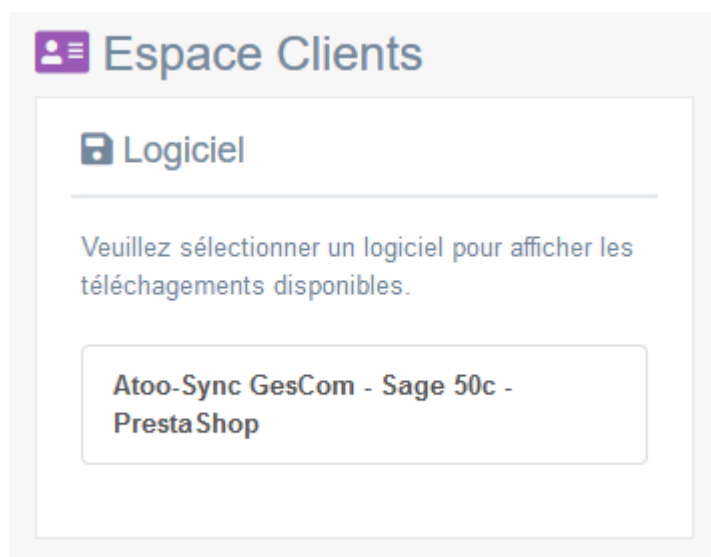 Espace Clients
Logiciel
Veuillez sélectionner un logiciel pour afficher les
téléchagements disponibles.
Atoo-Sync GesCom - Sage 50c -
PrestaShop